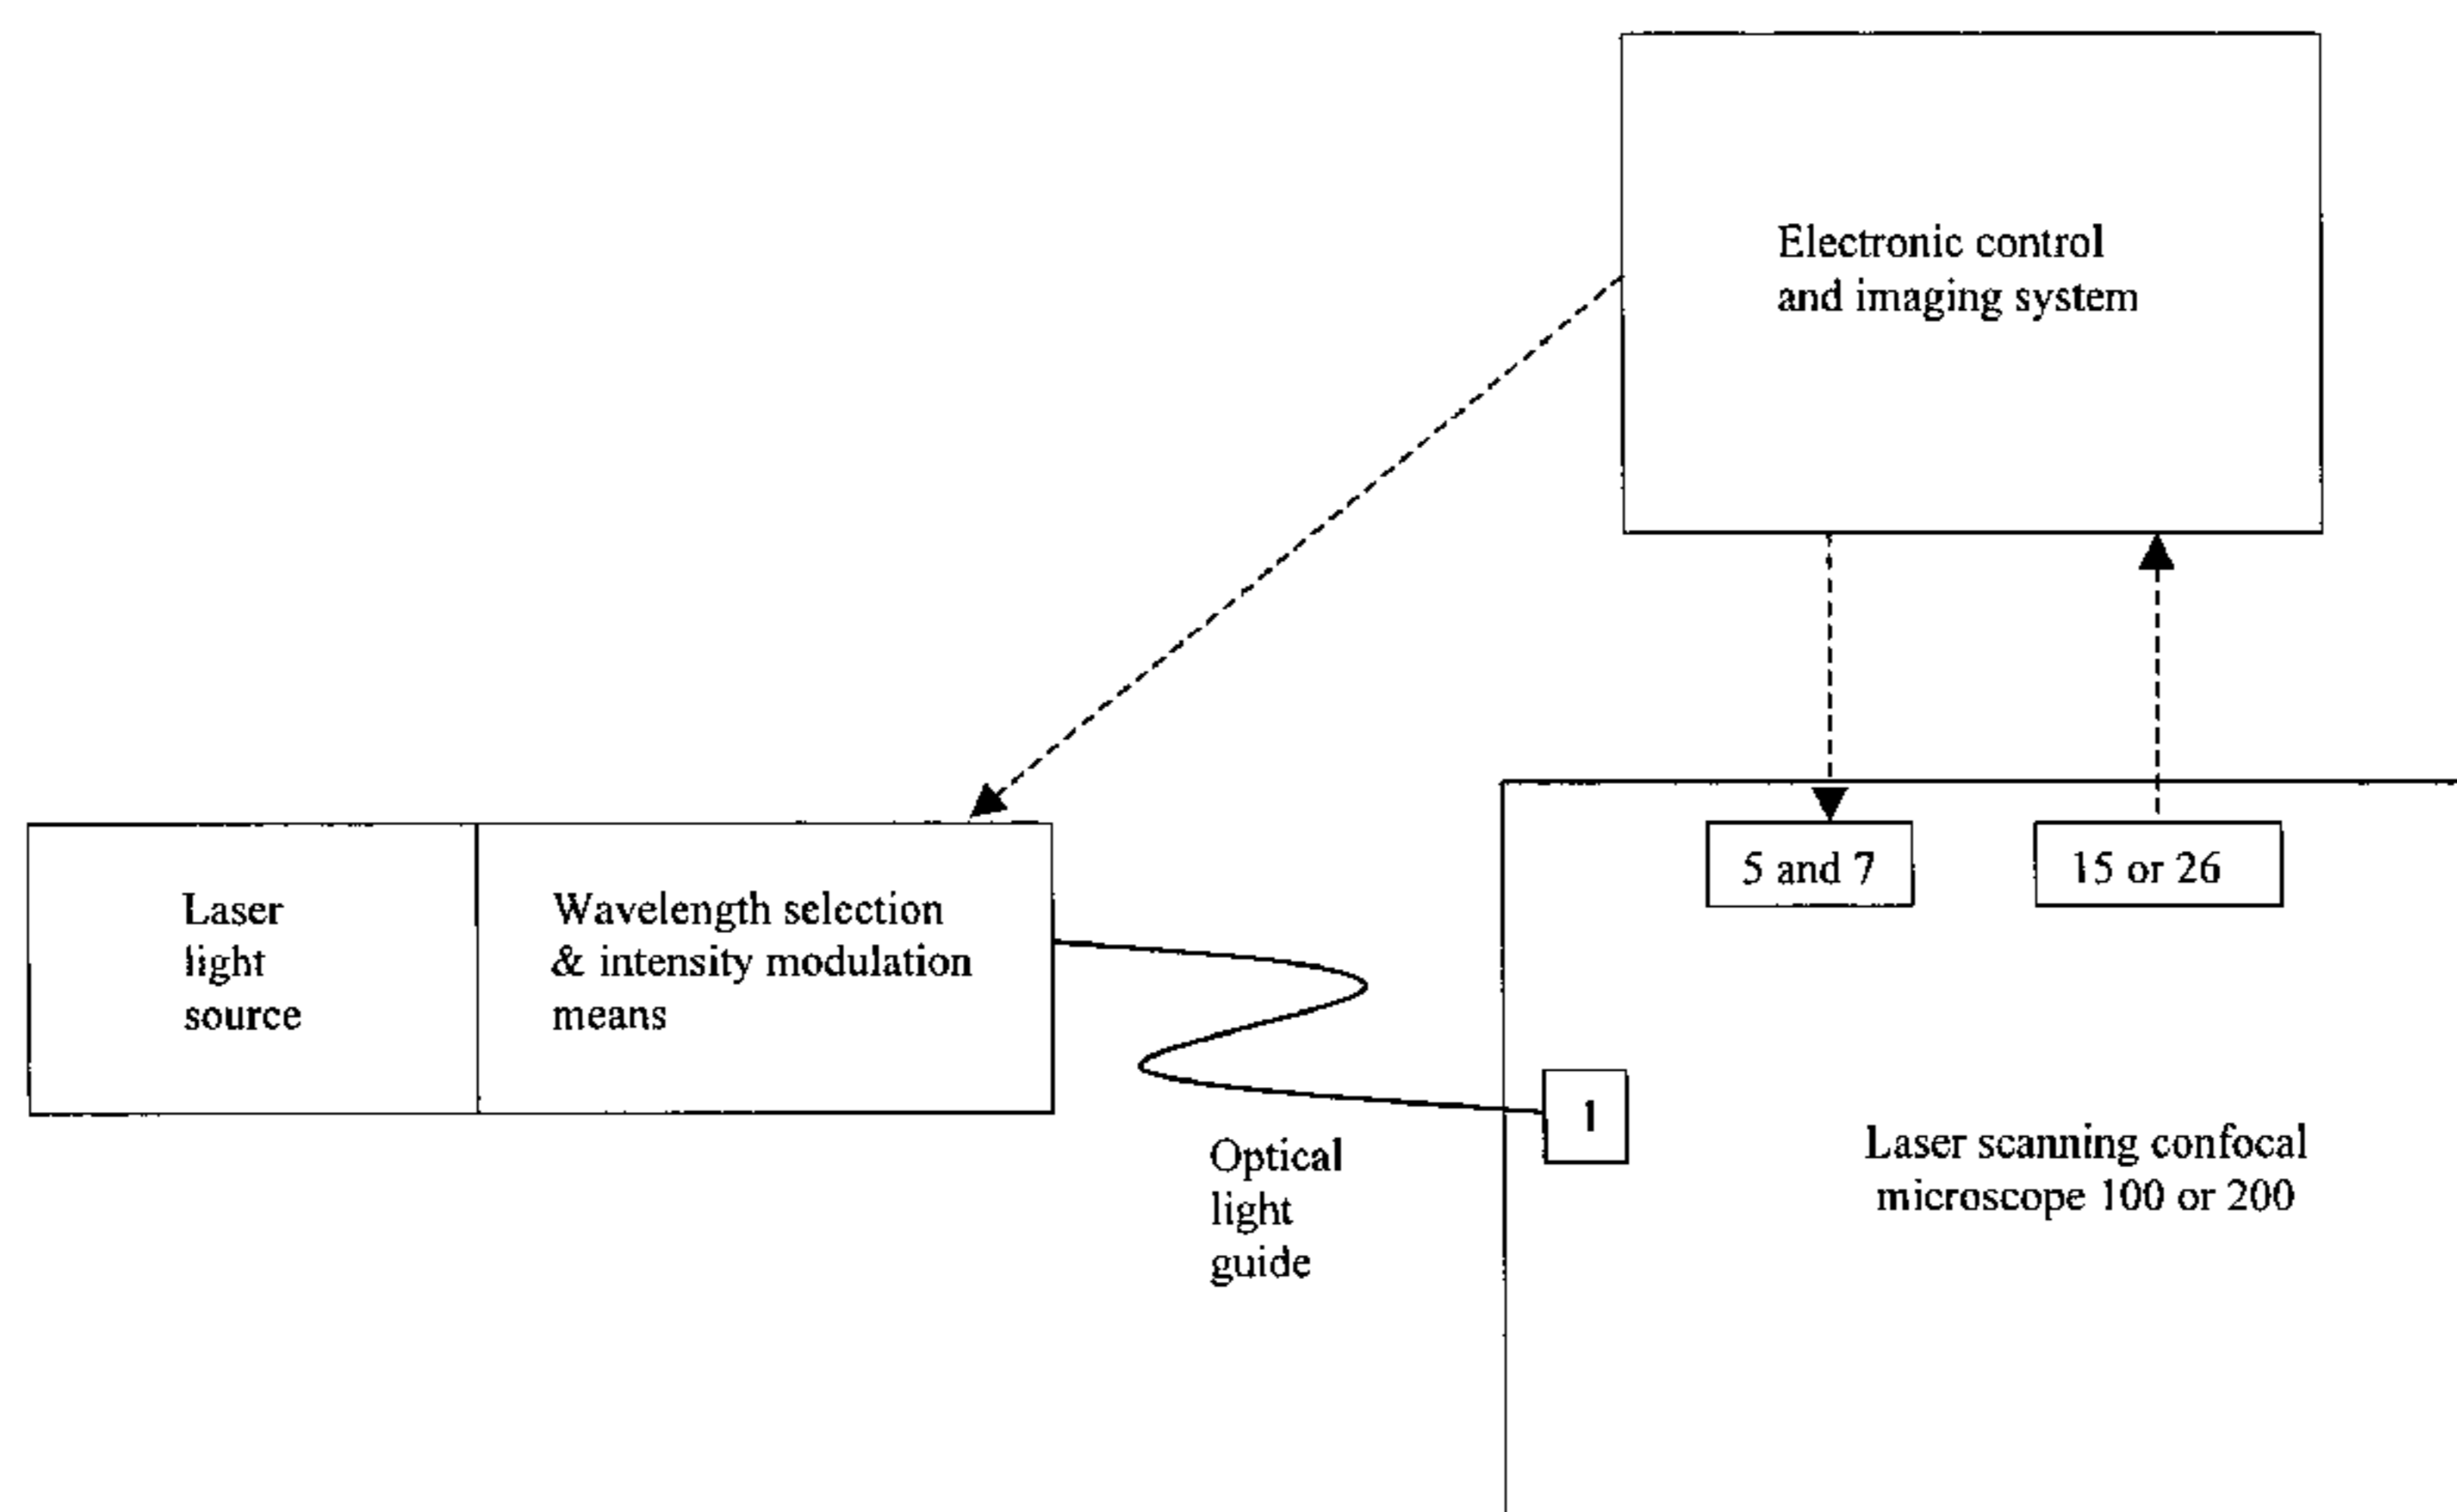 Electronic control
and imaging system
5 and 7
15 or 26
Laser
light
source
Wavelength selection
& intensity modulation
means
1
Optical
light
guide
Laser scanning confocal
microscope 100 or 200